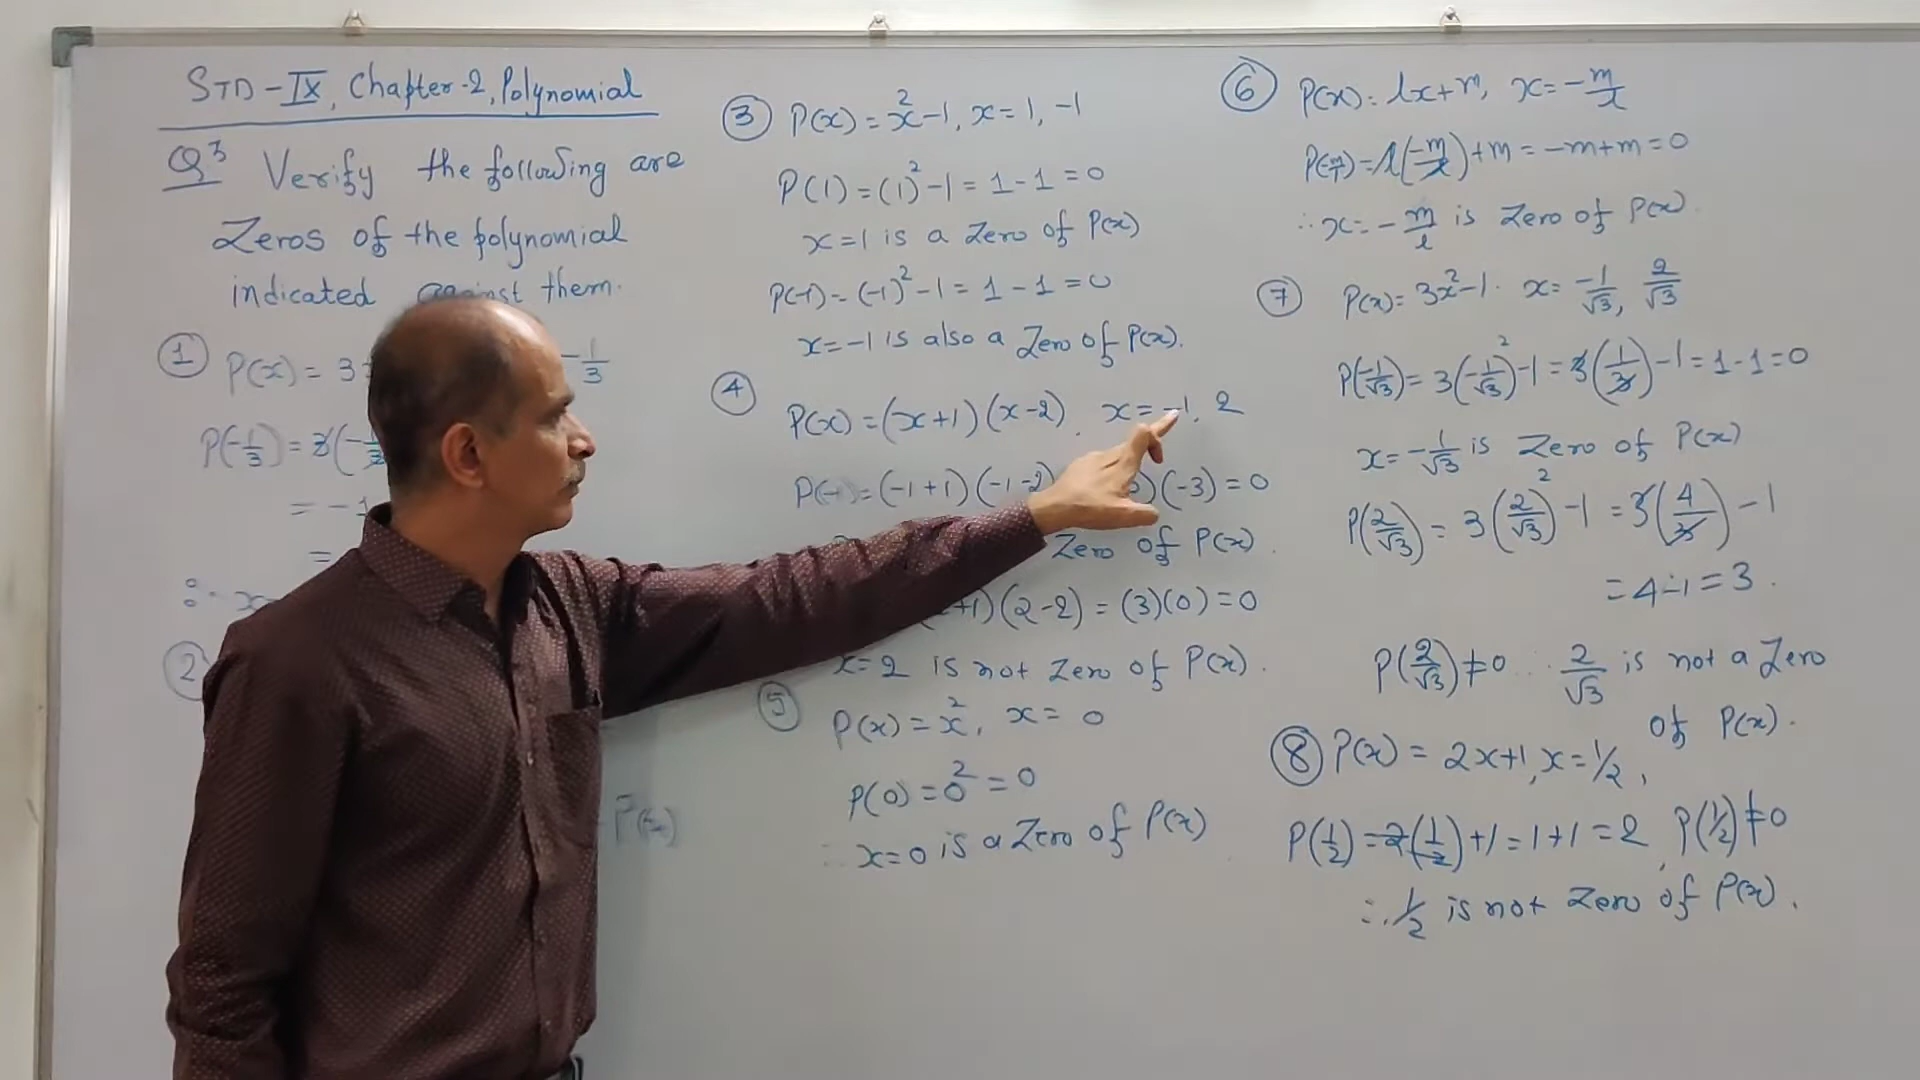 STD-IX, Chapter-2, Polynomial
Q3 Verify the following are
Zeros of the polynomial
indicated against them.
① P(x) = 3 -1/3
P(-1/3) = 3(-1/3
= -1
=
∴ x
②
P(x)
③ P(x) = x²-1, x=1, -1
P(1) = (1)²-1 = 1-1 = 0
x=1 is a Zero of P(x)
P(-1) = (-1)²-1 = 1-1 = 0
x=-1 is also a Zero of P(x).
④ P(x) = (x+1)(x-2), x=-1, 2
P(-1) = (-1+1)(-1-2) )(-3) = 0
Zero of P(x).
+1)(2-2) = (3)(0) = 0
x=2 is not Zero of P(x).
⑤ P(x) = x², x=0
P(0) = 0² = 0
∴ x=0 is a Zero of P(x)
⑥ P(x) = lx+m, x = -m/l
P(-m/l) = l(-m/l)+m = -m+m = 0
∴ x = -m/l is Zero of P(x)
⑦ P(x) = 3x²-1. x = -1/√3, 2/√3
P(-1/√3) = 3(-1/√3)²-1 = 3(1/3)-1 = 1-1 = 0
x = -1/√3 is Zero of P(x)
P(2/√3) = 3(2/√3)²-1 = 3(4/3)-1
= 4-1 = 3.
P(2/√3) ≠ 0 ∴ 2/√3 is not a Zero
of P(x).
⑧ P(x) = 2x+1, x=1/2,
P(1/2) = 2(1/2)+1 = 1+1 = 2, P(1/2) ≠ 0
∴ 1/2 is not Zero of P(x).